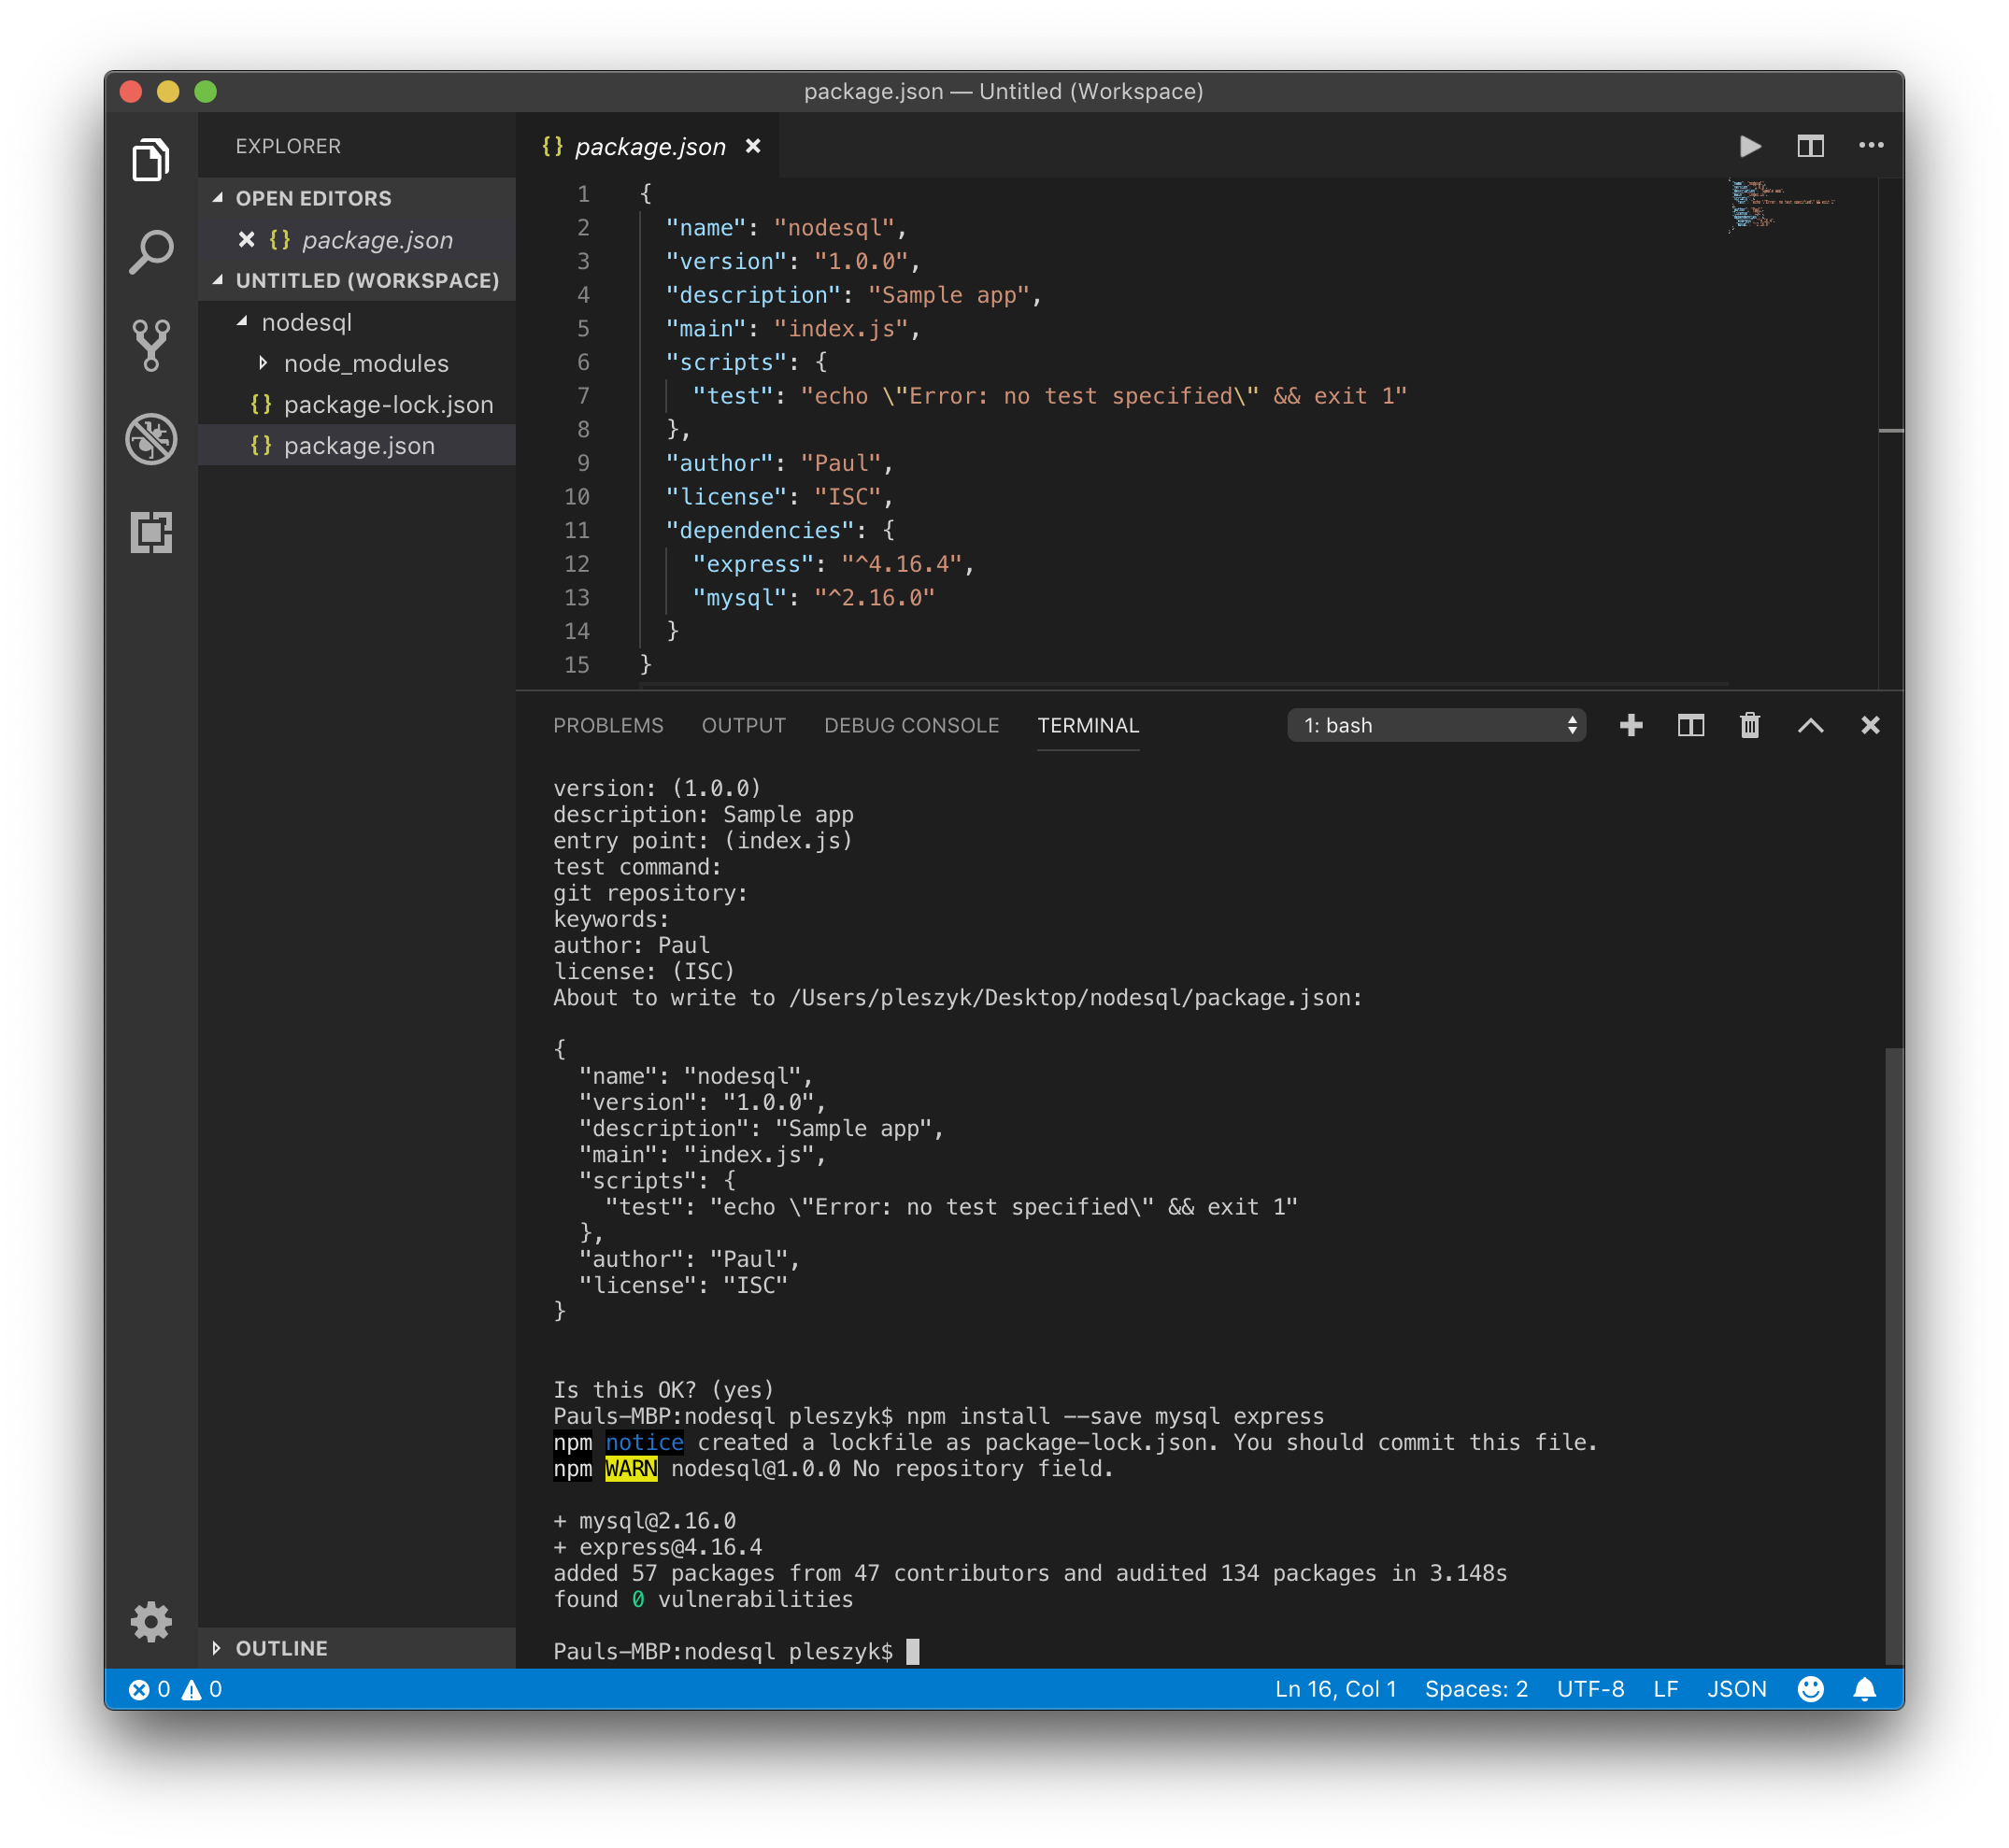 package.json — Untitled (Workspace)
EXPLORER
OPEN EDITORS
{} package.json
UNTITLED (WORKSPACE)
nodesql
node_modules
{} package-lock.json
{} package.json
OUTLINE
{} package.json
1 {
2 "name": "nodesql",
3 "version": "1.0.0",
4 "description": "Sample app",
5 "main": "index.js",
6 "scripts": {
7 "test": "echo \"Error: no test specified\" && exit 1"
8 },
9 "author": "Paul",
10 "license": "ISC",
11 "dependencies": {
12 "express": "^4.16.4",
13 "mysql": "^2.16.0"
14 }
15 }
PROBLEMS OUTPUT DEBUG CONSOLE TERMINAL 1: bash
version: (1.0.0)
description: Sample app
entry point: (index.js)
test command:
git repository:
keywords:
author: Paul
license: (ISC)
About to write to /Users/pleszyk/Desktop/nodesql/package.json:
{
"name": "nodesql",
"version": "1.0.0",
"description": "Sample app",
"main": "index.js",
"scripts": {
"test": "echo \"Error: no test specified\" && exit 1"
},
"author": "Paul",
"license": "ISC"
}
Is this OK? (yes)
Pauls-MBP:nodesql pleszyk$ npm install --save mysql express
npm notice created a lockfile as package-lock.json. You should commit this file.
npm WARN nodesql@1.0.0 No repository field.
+ mysql@2.16.0
+ express@4.16.4
added 57 packages from 47 contributors and audited 134 packages in 3.148s
found 0 vulnerabilities
Pauls-MBP:nodesql pleszyk$
0 0 Ln 16, Col 1 Spaces: 2 UTF-8 LF JSON